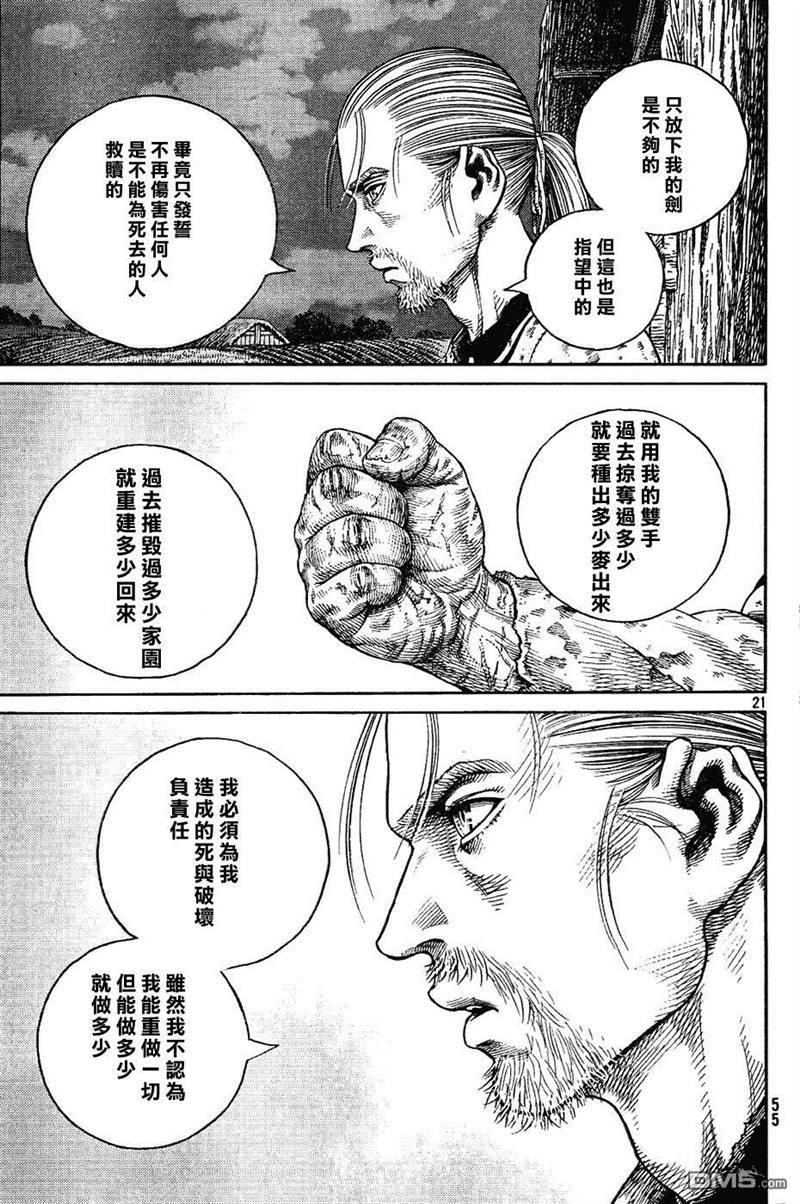 只放下我的劍
是不夠的
但這也是
指望中的
畢竟只發誓
不再傷害任何人
是不能為死去的人
救贖的
就用我的雙手
過去掠奪過多少
就要種出多少麥出來
過去摧毀過多少家園
就重建多少回來
21
我必須為我
造成的死與破壞
負責任
雖然我不認為
我能重做一切
但能做多少
就做多少
55
DM5.com